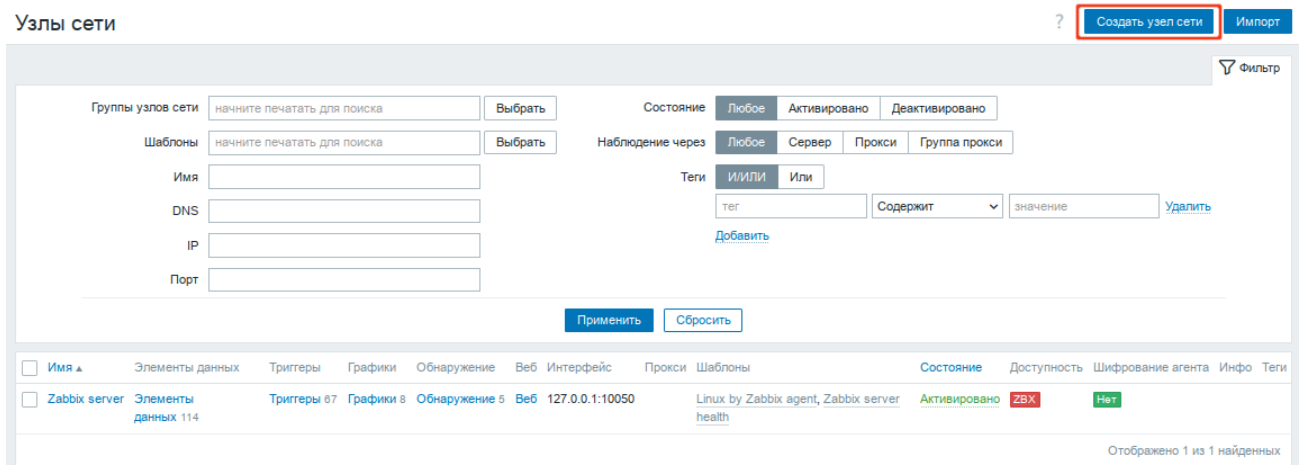 Узлы сети
? Создать узел сети Импорт
Фильтр
Группы узлов сети начните печатать для поиска Выбрать Состояние Любое Активировано Деактивировано
Шаблоны начните печатать для поиска Выбрать Наблюдение через Любое Сервер Прокси Группа прокси
Имя Теги И/ИЛИ Или
DNS тег Содержит значение Удалить
IP Добавить
Порт
Применить Сбросить
Имя Элементы данных Триггеры Графики Обнаружение Веб Интерфейс Прокси Шаблоны Состояние Доступность Шифрование агента Инфо Теги
Zabbix server Элементы Триггеры 67 Графики 8 Обнаружение 5 Веб 127.0.0.1:10050 Linux by Zabbix agent, Zabbix server Активировано ZBX Нет
данных 114 health
Отображено 1 из 1 найденных